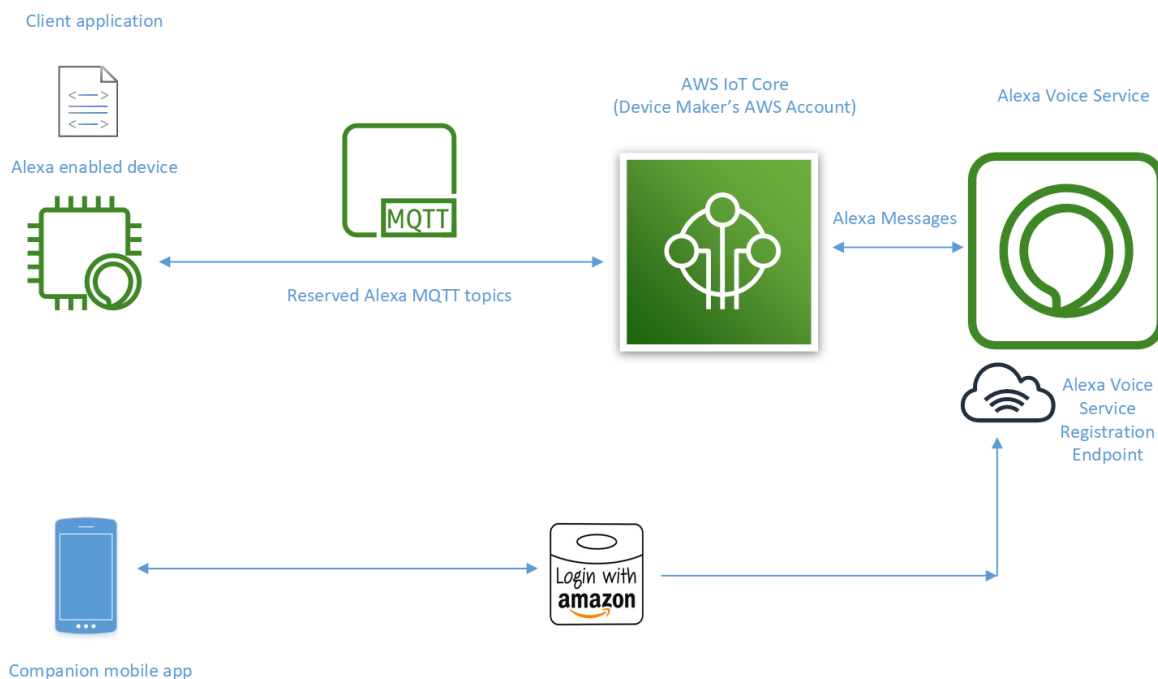 Client application
AWS IoT Core
(Device Maker's AWS Account)
Alexa Voice Service
<-->
<-->
Alexa enabled device
MQTT
Alexa Messages
Reserved Alexa MQTT topics
Alexa Voice
Service
Registration
Endpoint
Login with
amazon
Companion mobile app